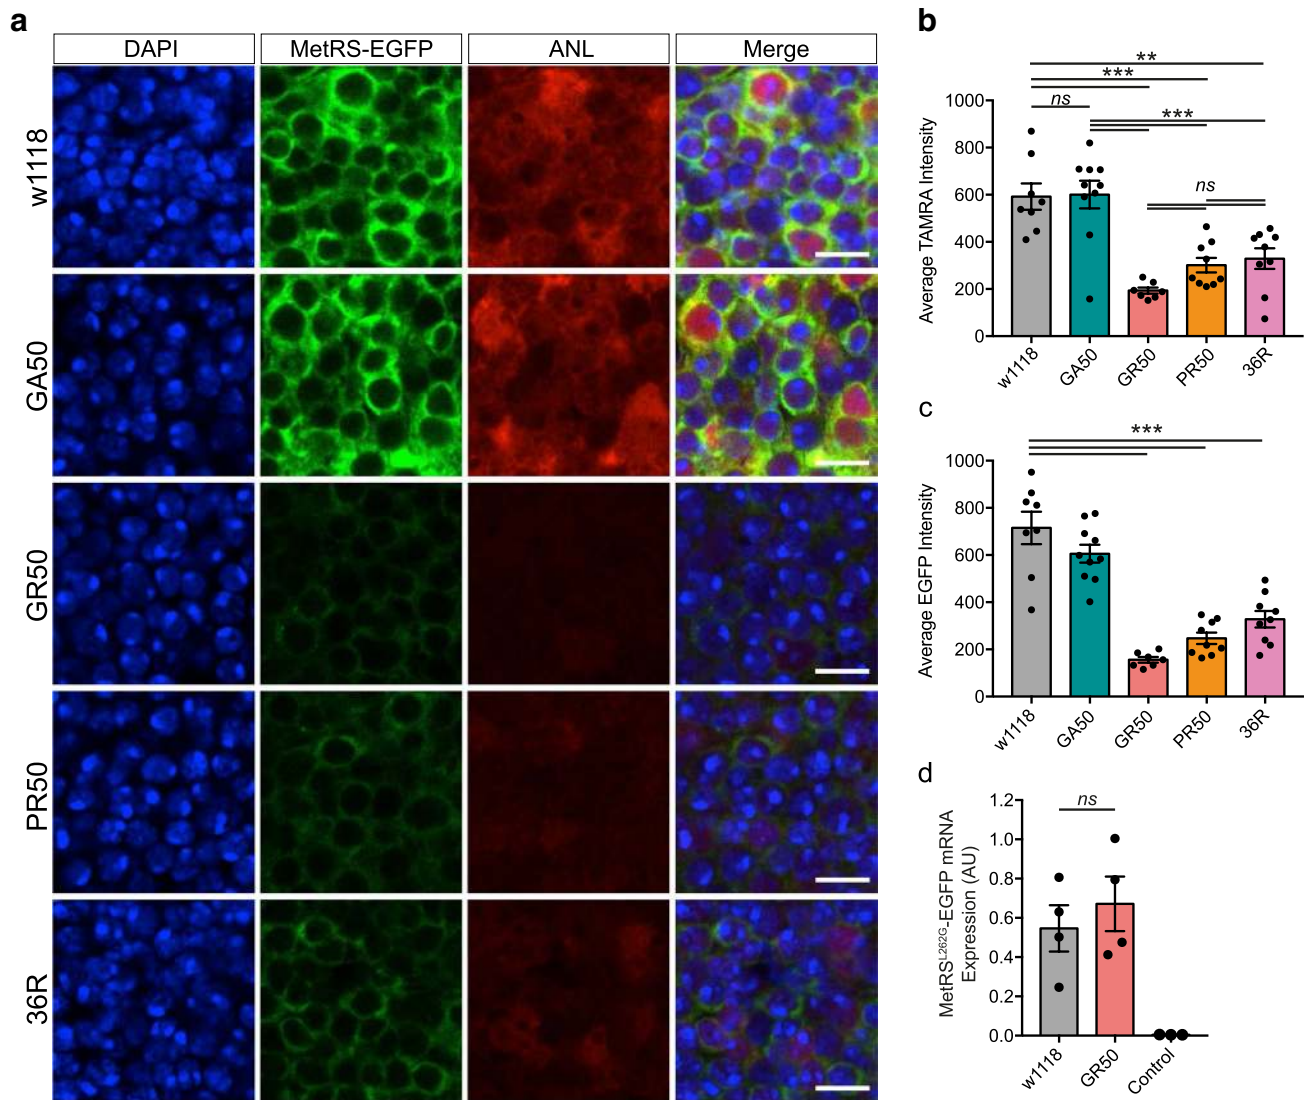 a
DAPI
MetRS-EGFP
ANL
Merge
w1118
GA50
GR50
PR50
36R
b
**
***
ns
***
ns
Average TAMRA Intensity
1000
800
600
400
200
0
w1118
GA50
GR50
PR50
36R
c
***
Average EGFP Intensity
1000
800
600
400
200
0
w1118
GA50
GR50
PR50
36R
d
ns
MetRSL262G-EGFP mRNA
Expression (AU)
1.2
1.0
0.8
0.6
0.4
0.2
0.0
w1118
GR50
Control